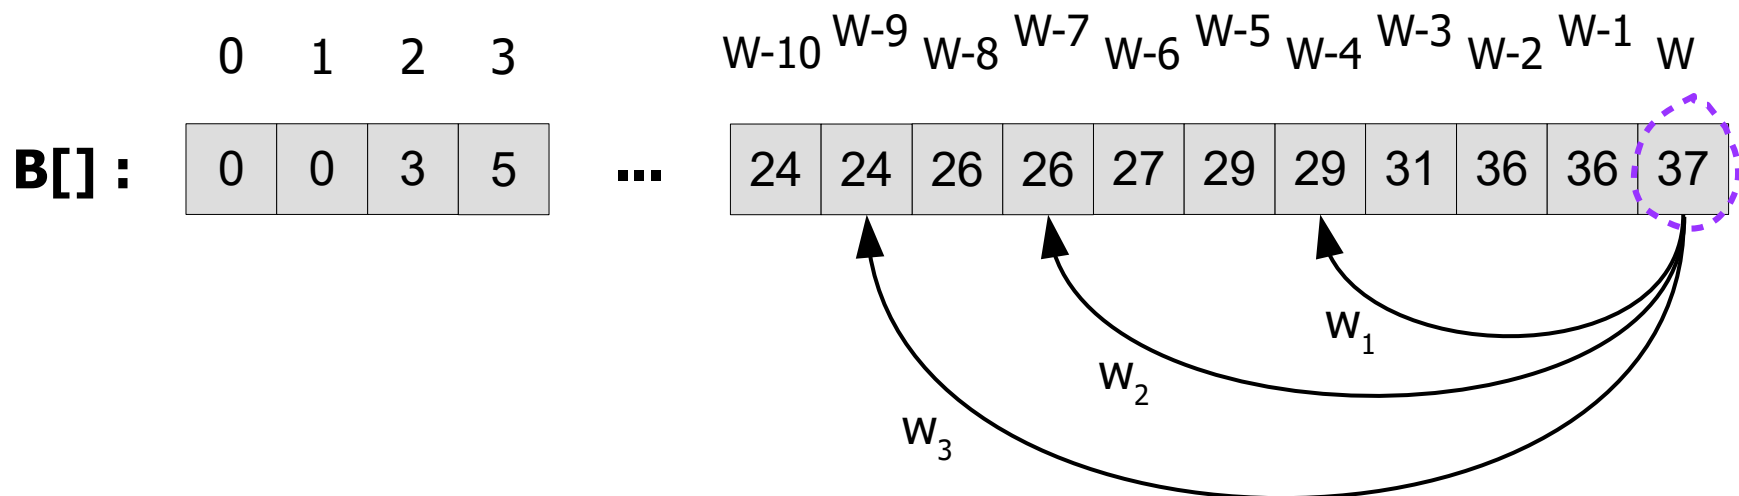 0 1 2 3 W-10 W-9 W-8 W-7 W-6 W-5 W-4 W-3 W-2 W-1 W
B[] : 0 0 3 5 ... 24 24 26 26 27 29 29 31 36 36 37
w₁
w₂
w₃